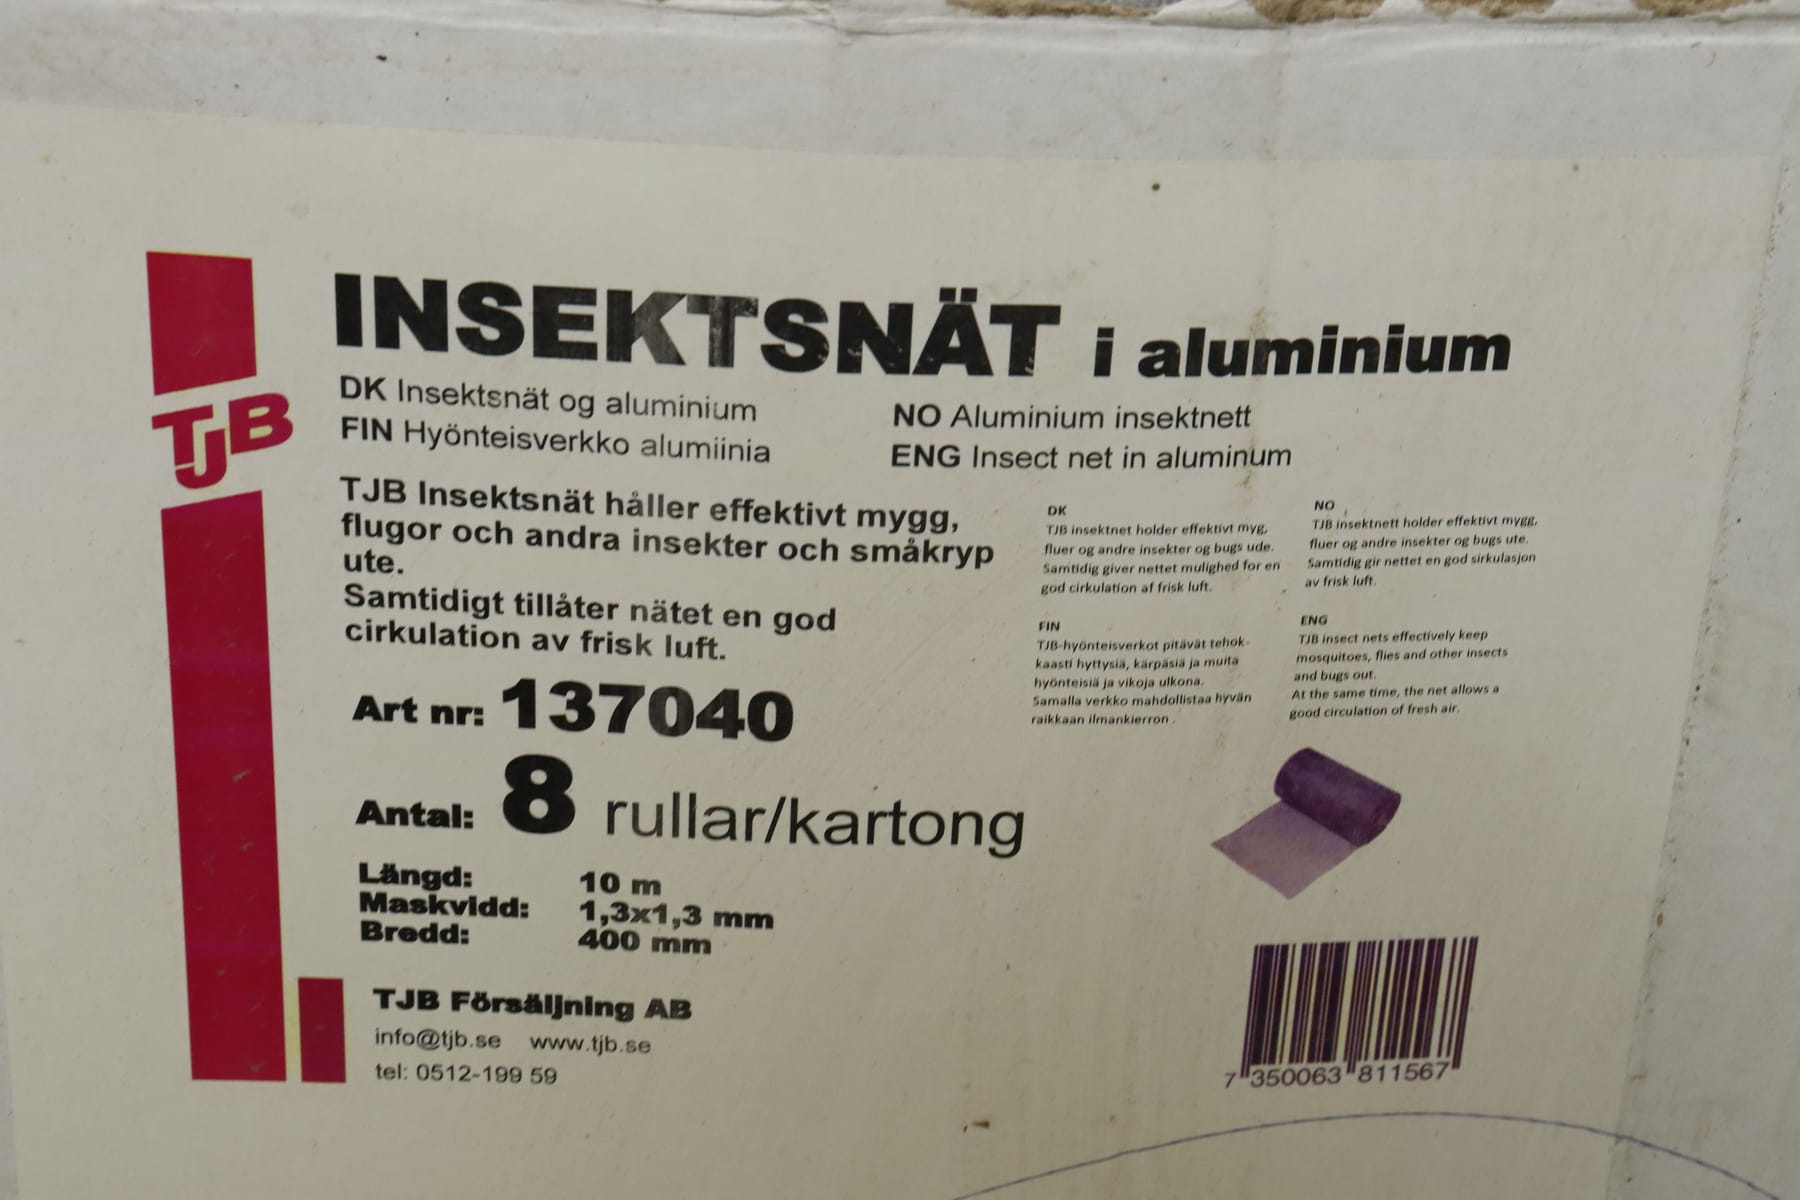 TJB
INSEKTSNÄT i aluminium
DK Insektsnät og aluminium
FIN Hyönteisverkko alumiinia
NO Aluminium insektnett
ENG Insect net in aluminum
TJB Insektsnät håller effektivt mygg,
flugor och andra insekter och småkryp
ute.
Samtidigt tillåter nätet en god
cirkulation av frisk luft.
DK
TJB insektnet holder effektivt myg,
fluer og andre insekter og bugs ude.
Samtidig giver nettet mulighed for en
god cirkulation af frisk luft.
NO
TJB insektnett holder effektivt mygg,
fluer og andre insekter og bugs ute.
Samtidig gir nettet en god sirkulasjon
av frisk luft.
FIN
TJB-hyönteisverkot pitävät tehok-
kaasti hyttysiä, kärpäsiä ja muita
hyönteisiä ja vikoja ulkona.
Samalla verkko mahdollistaa hyvän
raikkaan ilmankierron .
ENG
TJB insect nets effectively keep
mosquitoes, flies and other insects
and bugs out.
At the same time, the net allows a
good circulation of fresh air.
Art nr: 137040
Antal: 8 rullar/kartong
Längd: 10 m
Maskvidd: 1,3x1,3 mm
Bredd: 400 mm
TJB Försäljning AB
info@tjb.se www.tjb.se
tel: 0512-199 59
7 350063 811567